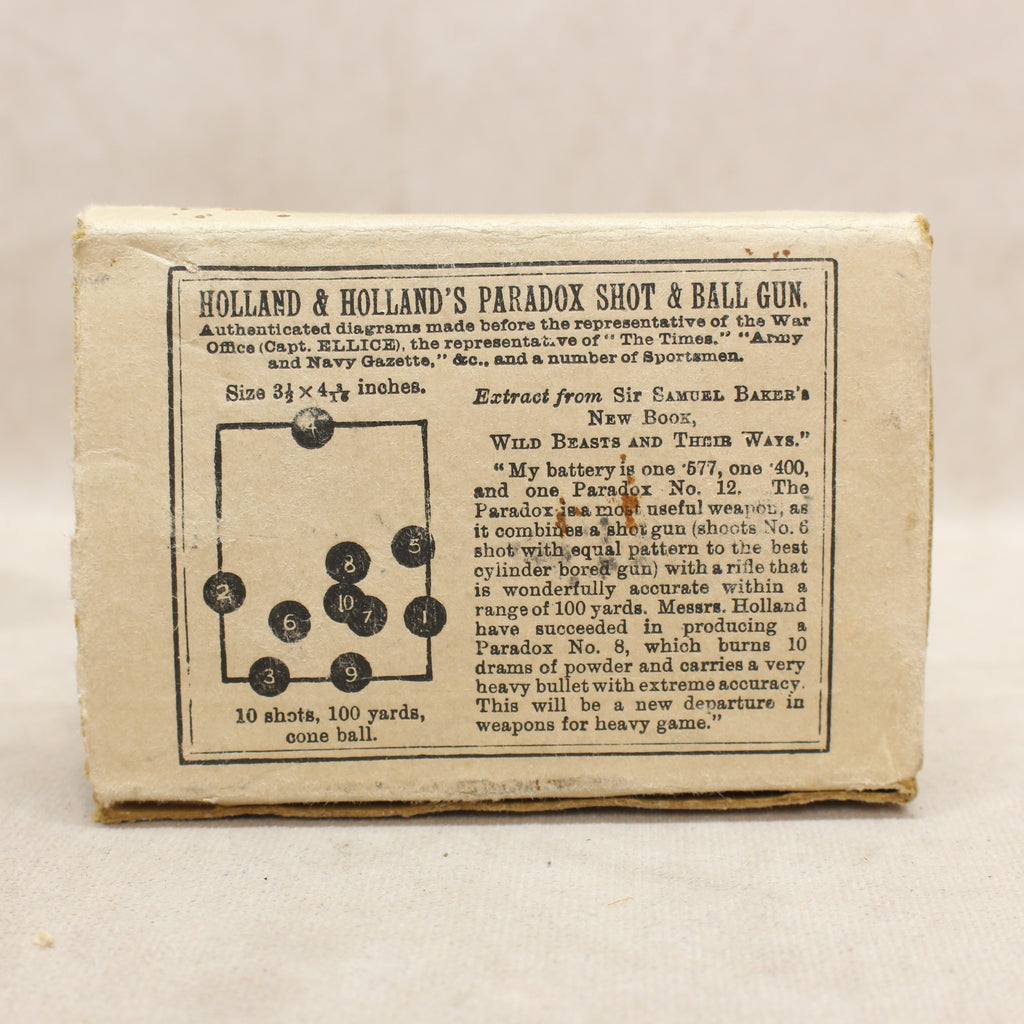 HOLLAND & HOLLAND'S PARADOX SHOT & BALL GUN.
Authenticated diagrams made before the representative of the War
Office (Capt. ELLICE), the representative of "The Times." "Army
and Navy Gazette," &c., and a number of Sportsmen.
Size 3½ × 4 3/16 inches.
4
5
8
2
10
7
6
1
3
9
10 shots, 100 yards,
cone ball.
Extract from SIR SAMUEL BAKER'S
NEW BOOK,
WILD BEASTS AND THEIR WAYS."
"My battery is one ·577, one ·400,
and one Paradox No. 12. The
Paradox is a most useful weapon, as
it combines a shot gun (shoots No. 6
shot with equal pattern to the best
cylinder bored gun) with a rifle that
is wonderfully accurate within a
range of 100 yards. Messrs. Holland
have succeeded in producing a
Paradox No. 8, which burns 10
drams of powder and carries a very
heavy bullet with extreme accuracy.
This will be a new departure in
weapons for heavy game."